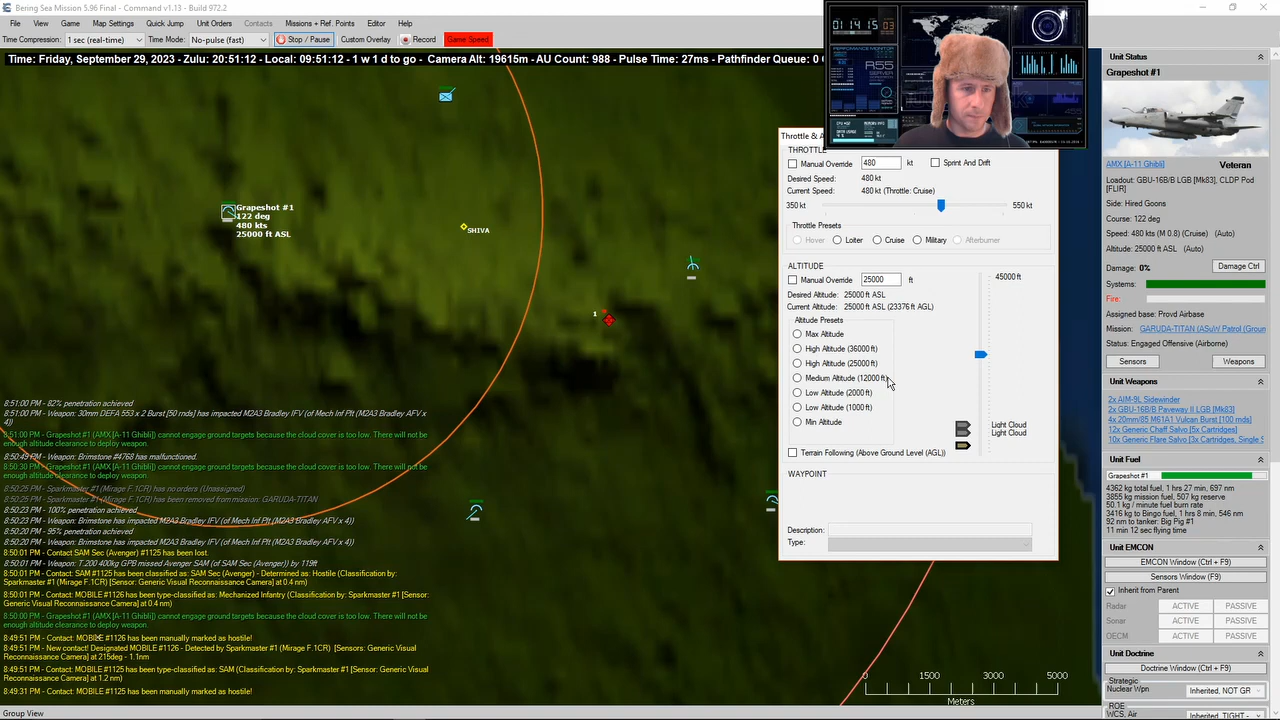 Bering Sea Mission 5.96 Final - Command v1.13 - Build 972.2
File View Game Map Settings Quick Jump Unit Orders Contacts Missions + Ref. Points Editor Help
Time Compression: 1 sec (real-time) Time Mode: No-pulse (fast) Stop / Pause Custom Overlay Record Game Speed
Camera Alt: 19615m - AU Count: 988 - Pulse Time: 27ms - Pathfinder Queue: 0
01:14:15 03
R55
SHIVA
Grapeshot #1
122 deg
480 kts
25000 ft ASL
1
8:51:00 PM - 82% penetration achieved
8:51:00 PM - Weapon: 30mm DEFA 553 x 2 Burst [50 rnds] has impacted M2A3 Bradley IFV (of Mech Inf Plt (M2A3 Bradley AFV x
4))
8:51:00 PM - Grapeshot #1 (AMX [A-11 Ghibli]) cannot engage ground targets because the cloud cover is too low. There will not be
enough altitude clearance to deploy weapon.
8:50:49 PM - Weapon: Brimstone #4768 has malfunctioned.
8:50:30 PM - Grapeshot #1 (AMX [A-11 Ghibli]) cannot engage ground targets because the cloud cover is too low. There will not be
enough altitude clearance to deploy weapon.
8:50:25 PM - Sparkmaster #1 (Mirage F.1CR) has no orders (Unassigned)
8:50:25 PM - Sparkmaster #1 (Mirage F.1CR) has been removed from mission: GARUDA-TITAN
8:50:23 PM - 100% penetration achieved
8:50:23 PM - Weapon: Brimstone has impacted M2A3 Bradley IFV (of Mech Inf Plt (M2A3 Bradley AFV x 4))
8:50:20 PM - 95% penetration achieved
8:50:20 PM - Weapon: Brimstone has impacted M2A3 Bradley IFV (of Mech Inf Plt (M2A3 Bradley AFV x 4))
8:50:01 PM - Contact SAM Sec (Avenger) #1125 has been lost.
8:50:01 PM - Weapon: T.200 400kg GPB missed Avenger SAM (of SAM Sec (Avenger)) by 119ft
8:50:01 PM - Contact: SAM #1125 has been classified as: SAM Sec (Avenger) - Determined as: Hostile (Classification by
Sparkmaster #1 (Mirage F.1CR) [Sensor: Generic Visual Reconnaissance Camera] at 0.4 nm)
8:50:01 PM - Contact: MOBILE #1126 has been type-classified as: Mechanized Infantry (Classification by Sparkmaster #1 [Sensor:
Generic Visual Reconnaissance Camera] at 0.4nm)
8:50:00 PM - Grapeshot #1 (AMX [A-11 Ghibli]) cannot engage ground targets because the cloud cover is too low. There will not be
enough altitude clearance to deploy weapon.
8:49:51 PM - Contact: MOBILE #1126 has been manually marked as hostile!
8:49:51 PM - New contact! Designated MOBILE #1126 - Detected by Sparkmaster #1 (Mirage F.1CR) [Sensors: Generic Visual
Reconnaissance Camera] at 215deg - 1.1nm
8:49:51 PM - Contact: MOBILE #1125 has been type-classified as: SAM (Classification by Sparkmaster #1 [Sensor: Generic Visual
Reconnaissance Camera] at 1.2 nm)
8:49:31 PM - Contact: MOBILE #1125 has been manually marked as hostile!
Group View
Throttle & A
THROTTLE
Manual Override 480 kt Sprint And Drift
Desired Speed: 480 kt
Current Speed: 480 kt (Throttle: Cruise)
350 kt 550 kt
Throttle Presets
Hover Loiter Cruise Military Afterburner
ALTITUDE
Manual Override 25000 ft
45000 ft
Desired Altitude: 25000 ft ASL
Current Altitude: 25000 ft ASL (23376 ft AGL)
Altitude Presets
Max Altitude
High Altitude (36000 ft)
High Altitude (25000 ft)
Medium Altitude (12000 ft)
Low Altitude (2000 ft)
Low Altitude (1000 ft)
Min Altitude
Light Cloud
Light Cloud
Terrain Following (Above Ground Level (AGL))
WAYPOINT
Description:
Type:
0 1500 3000 5000
Meters
Unit Status
Grapeshot #1
AMX [A-11 Ghibli] Veteran
Loadout: GBU-16B/B LGB [Mk83], CLDP Pod
[FLIR]
Side: Hired Goons
Course: 122 deg
Speed: 480 kts (M 0.8) (Cruise) (Auto)
Altitude: 25000 ft ASL (Auto)
Damage: 0% Damage Ctrl
Systems:
Fire:
Assigned base: Provd Airbase
Mission: GARUDA-TITAN (ASuW Patrol (Groun
Status: Engaged Offensive (Airborne)
Sensors Weapons
Unit Weapons
2x AIM-9L Sidewinder
2x GBU-16B/B Paveway II LGB [Mk83]
4x 20mm/85 M61A1 Vulcan Burst [100 rnds]
12x Generic Chaff Salvo [5x Cartridges]
10x Generic Flare Salvo [3x Cartridges, Single S
Unit Fuel
Grapeshot #1
4362 kg total fuel, 1 hrs 27 min, 697 nm
3855 kg mission fuel, 507 kg reserve
50.1 kg / minute fuel burn rate
3416 kg to Bingo fuel, 1 hrs 8 min, 546 nm
92 nm to tanker: Big Pig #1
11 min 12 sec flying time
Unit EMCON
EMCON Window (Ctrl + F9)
Sensors Window (F9)
Inherit from Parent
Radar ACTIVE PASSIVE
Sonar ACTIVE PASSIVE
OECM ACTIVE PASSIVE
Unit Doctrine
Doctrine Window (Ctrl + F9)
Strategic
Nuclear Wpn Inherited, NOT GR
ROE
WCS, Air Inherited, TIGHT -